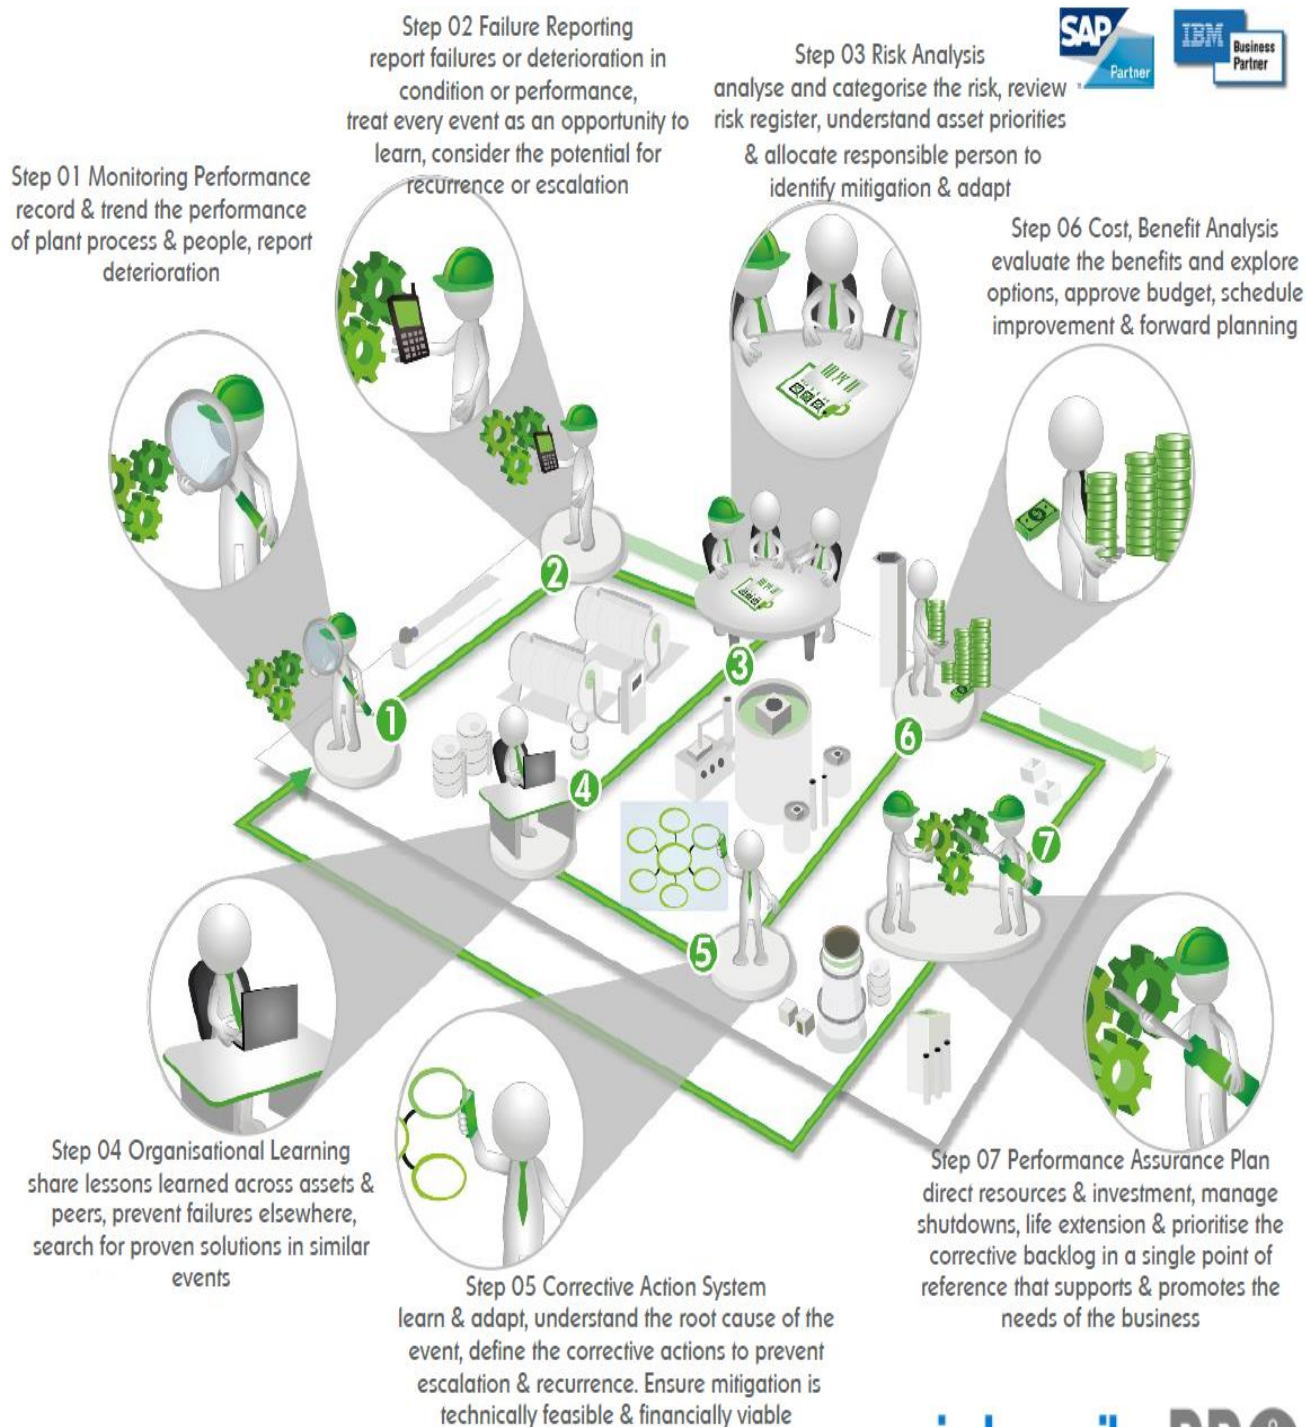 Step 02 Failure Reporting
report failures or deterioration in
condition or performance,
treat every event as an opportunity to
learn, consider the potential for
recurrence or escalation
Step 03 Risk Analysis
analyse and categorise the risk, review
risk register, understand asset priorities
& allocate responsible person to
identify mitigation & adapt
SAP
Partner
IBM
Business
Partner
Step 01 Monitoring Performance
record & trend the performance
of plant process & people, report
deterioration
Step 06 Cost, Benefit Analysis
evaluate the benefits and explore
options, approve budget, schedule
improvement & forward planning
2
3
1
6
4
7
5
Step 04 Organisational Learning
share lessons learned across assets &
peers, prevent failures elsewhere,
search for proven solutions in similar
events
Step 05 Corrective Action System
learn & adapt, understand the root cause of the
event, define the corrective actions to prevent
escalation & recurrence. Ensure mitigation is
technically feasible & financially viable
Step 07 Performance Assurance Plan
direct resources & investment, manage
shutdowns, life extension & prioritise the
corrective backlog in a single point of
reference that supports & promotes the
needs of the business